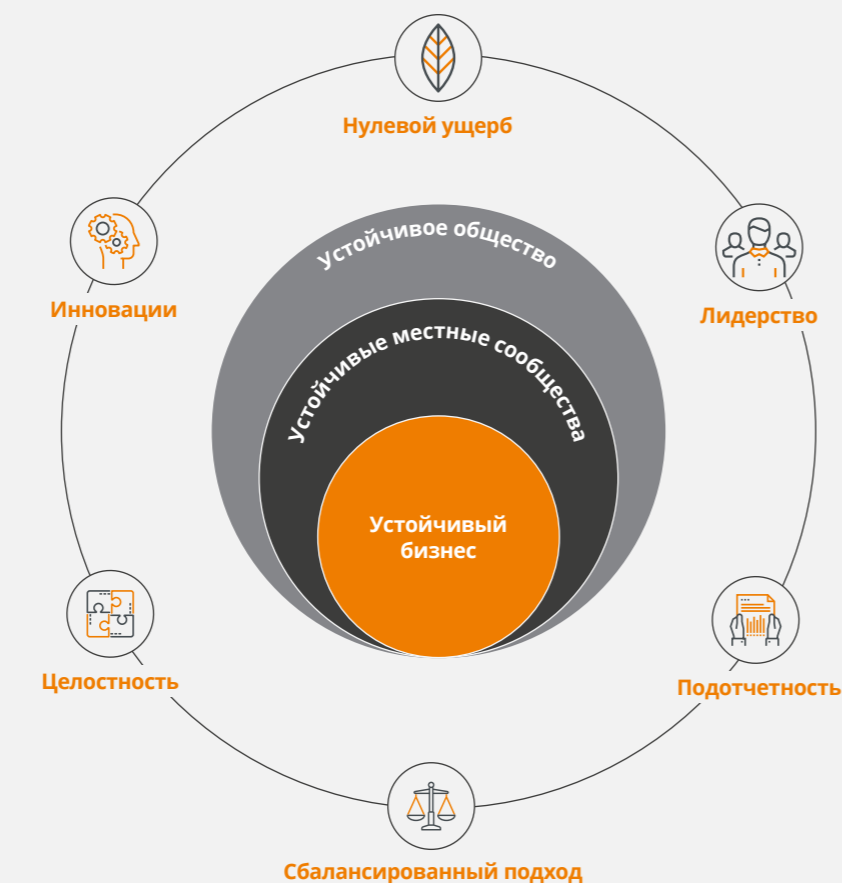 Нулевой ущерб
Устойчивое общество
Инновации
Лидерство
Устойчивые местные сообщества
Устойчивый
бизнес
Целостность
Подотчетность
Сбалансированный подход